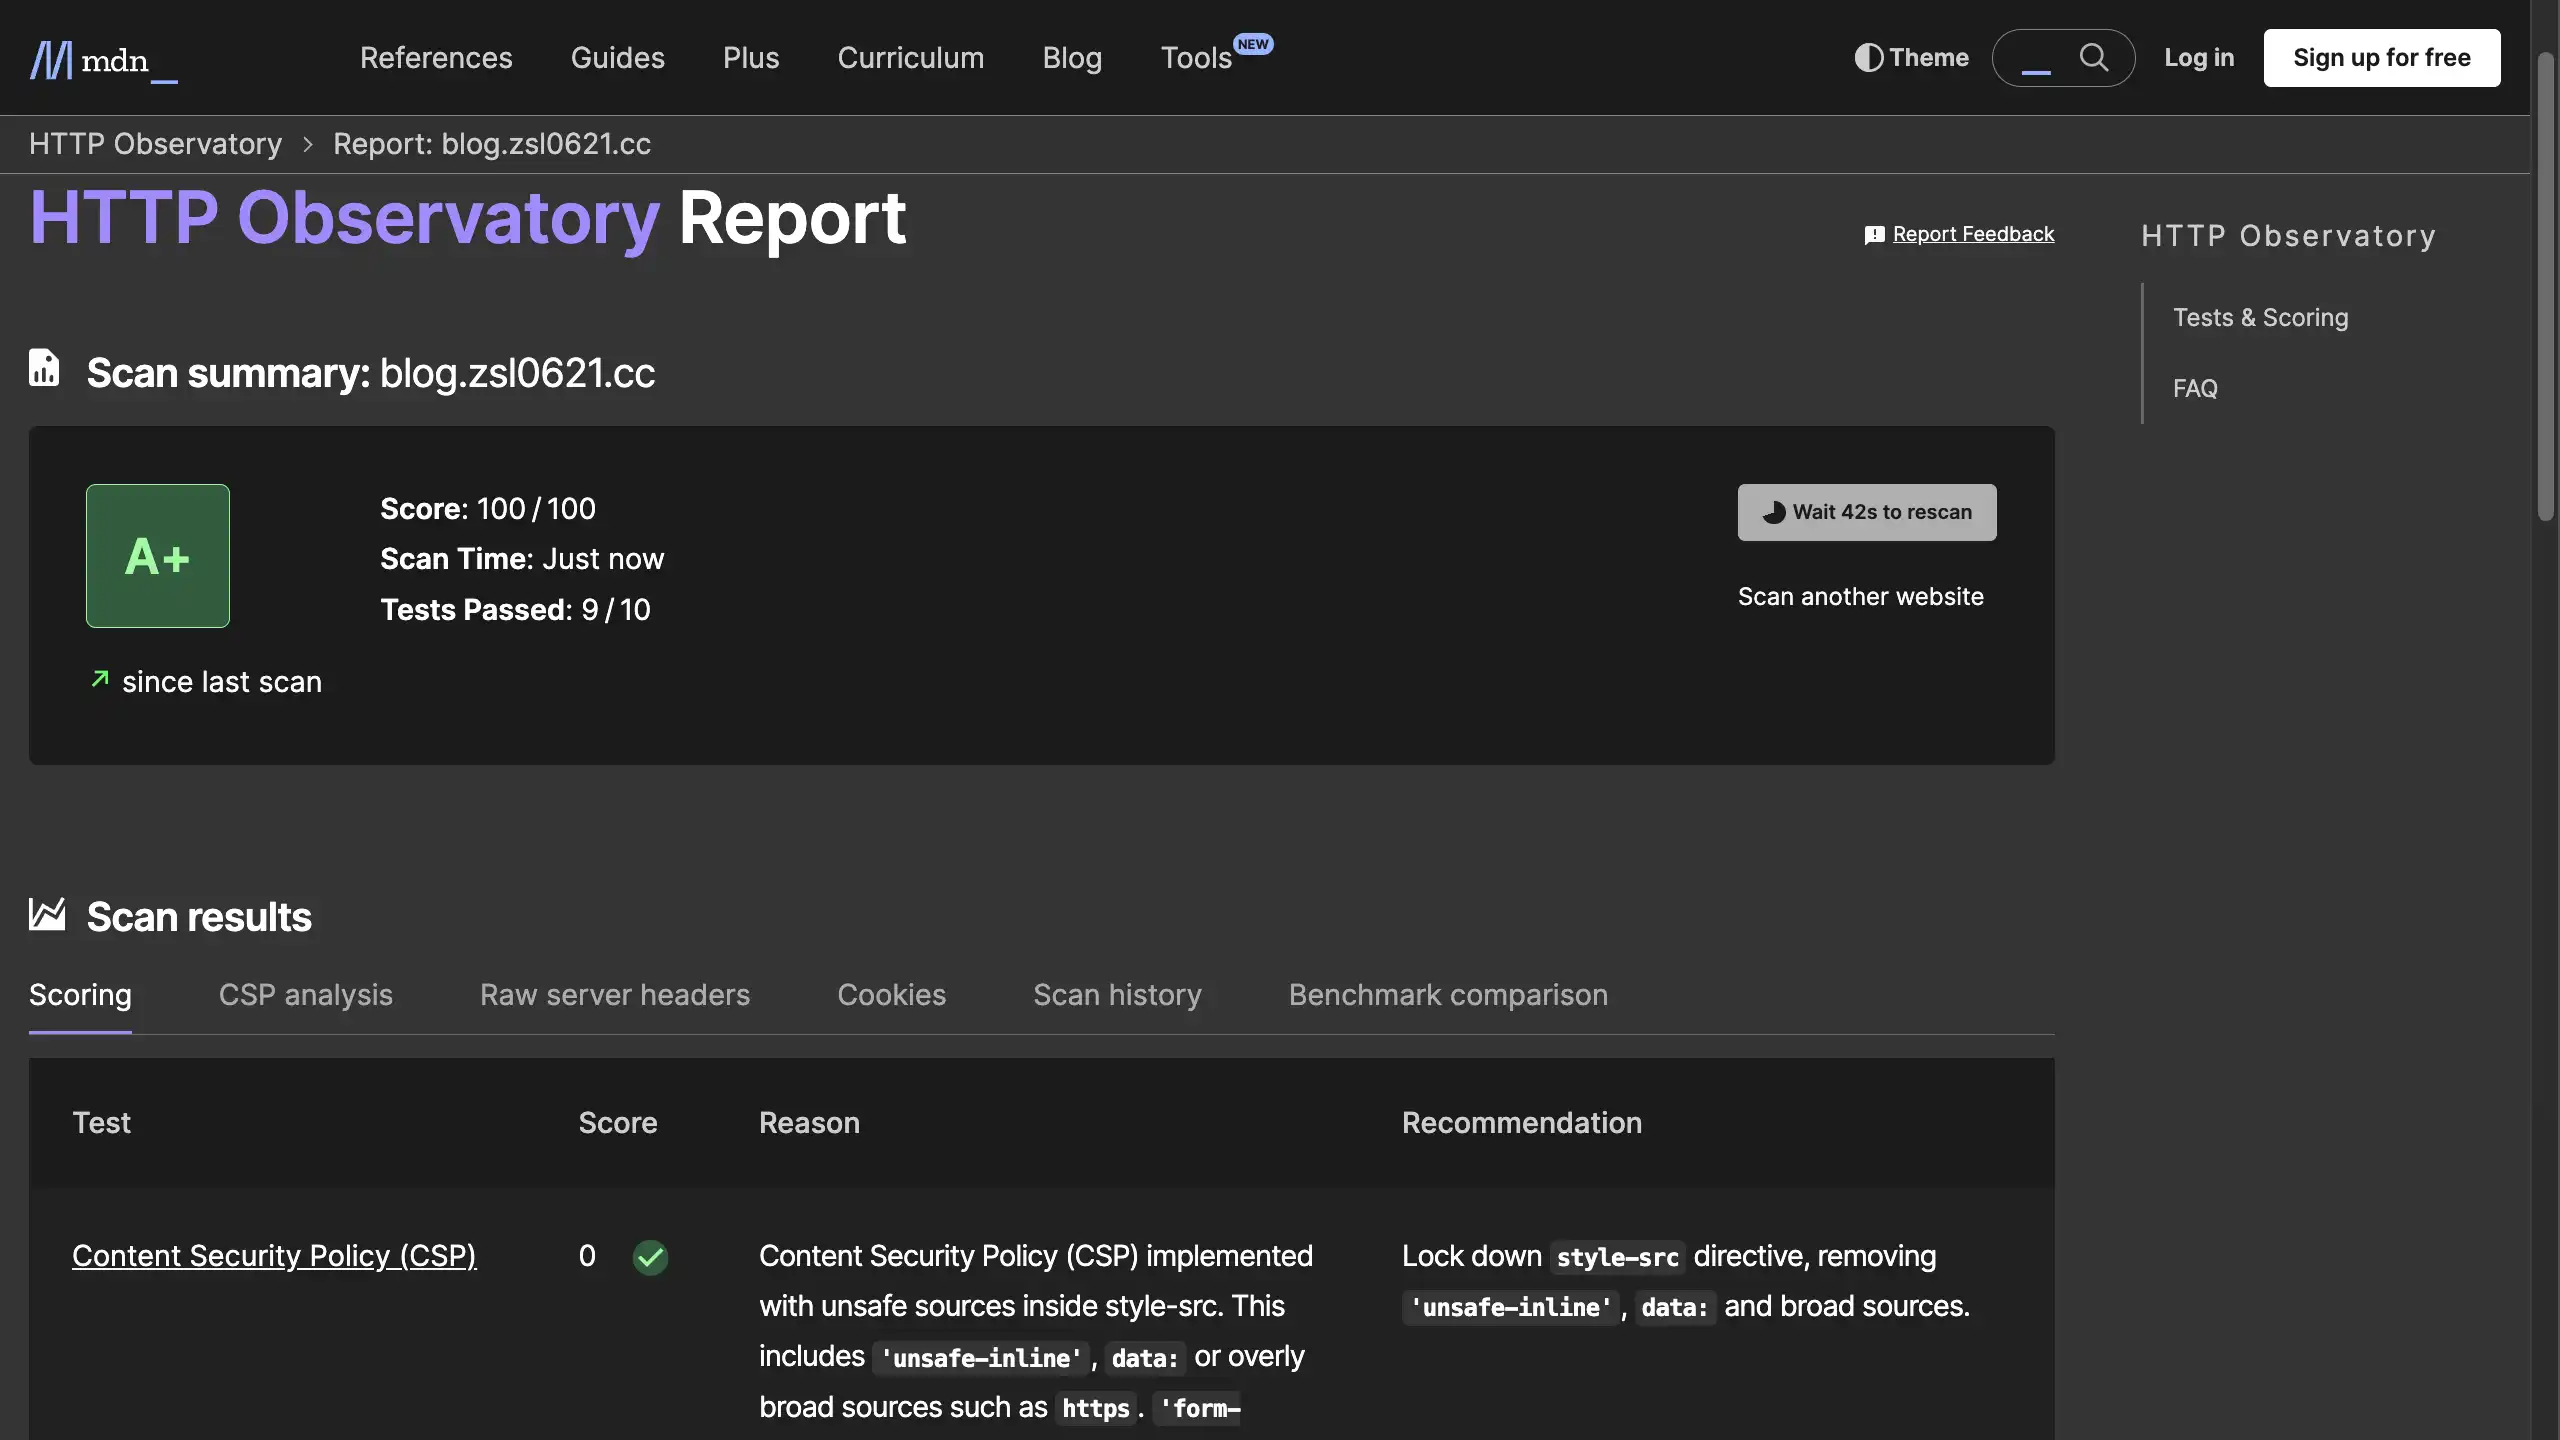 mdn_
References
Guides
Plus
Curriculum
Blog
Tools NEW
Theme
Log in
Sign up for free
HTTP Observatory > Report: blog.zsl0621.cc
HTTP Observatory Report
Report Feedback
HTTP Observatory
Tests & Scoring
FAQ
Scan summary: blog.zsl0621.cc
A+
since last scan
Score: 100 / 100
Scan Time: Just now
Tests Passed: 9 / 10
Wait 42s to rescan
Scan another website
Scan results
Scoring
CSP analysis
Raw server headers
Cookies
Scan history
Benchmark comparison
Test
Score
Reason
Recommendation
Content Security Policy (CSP)
0
Content Security Policy (CSP) implemented
with unsafe sources inside style-src. This
includes 'unsafe-inline', data: or overly
broad sources such as https. 'form-
Lock down style-src directive, removing
'unsafe-inline', data: and broad sources.